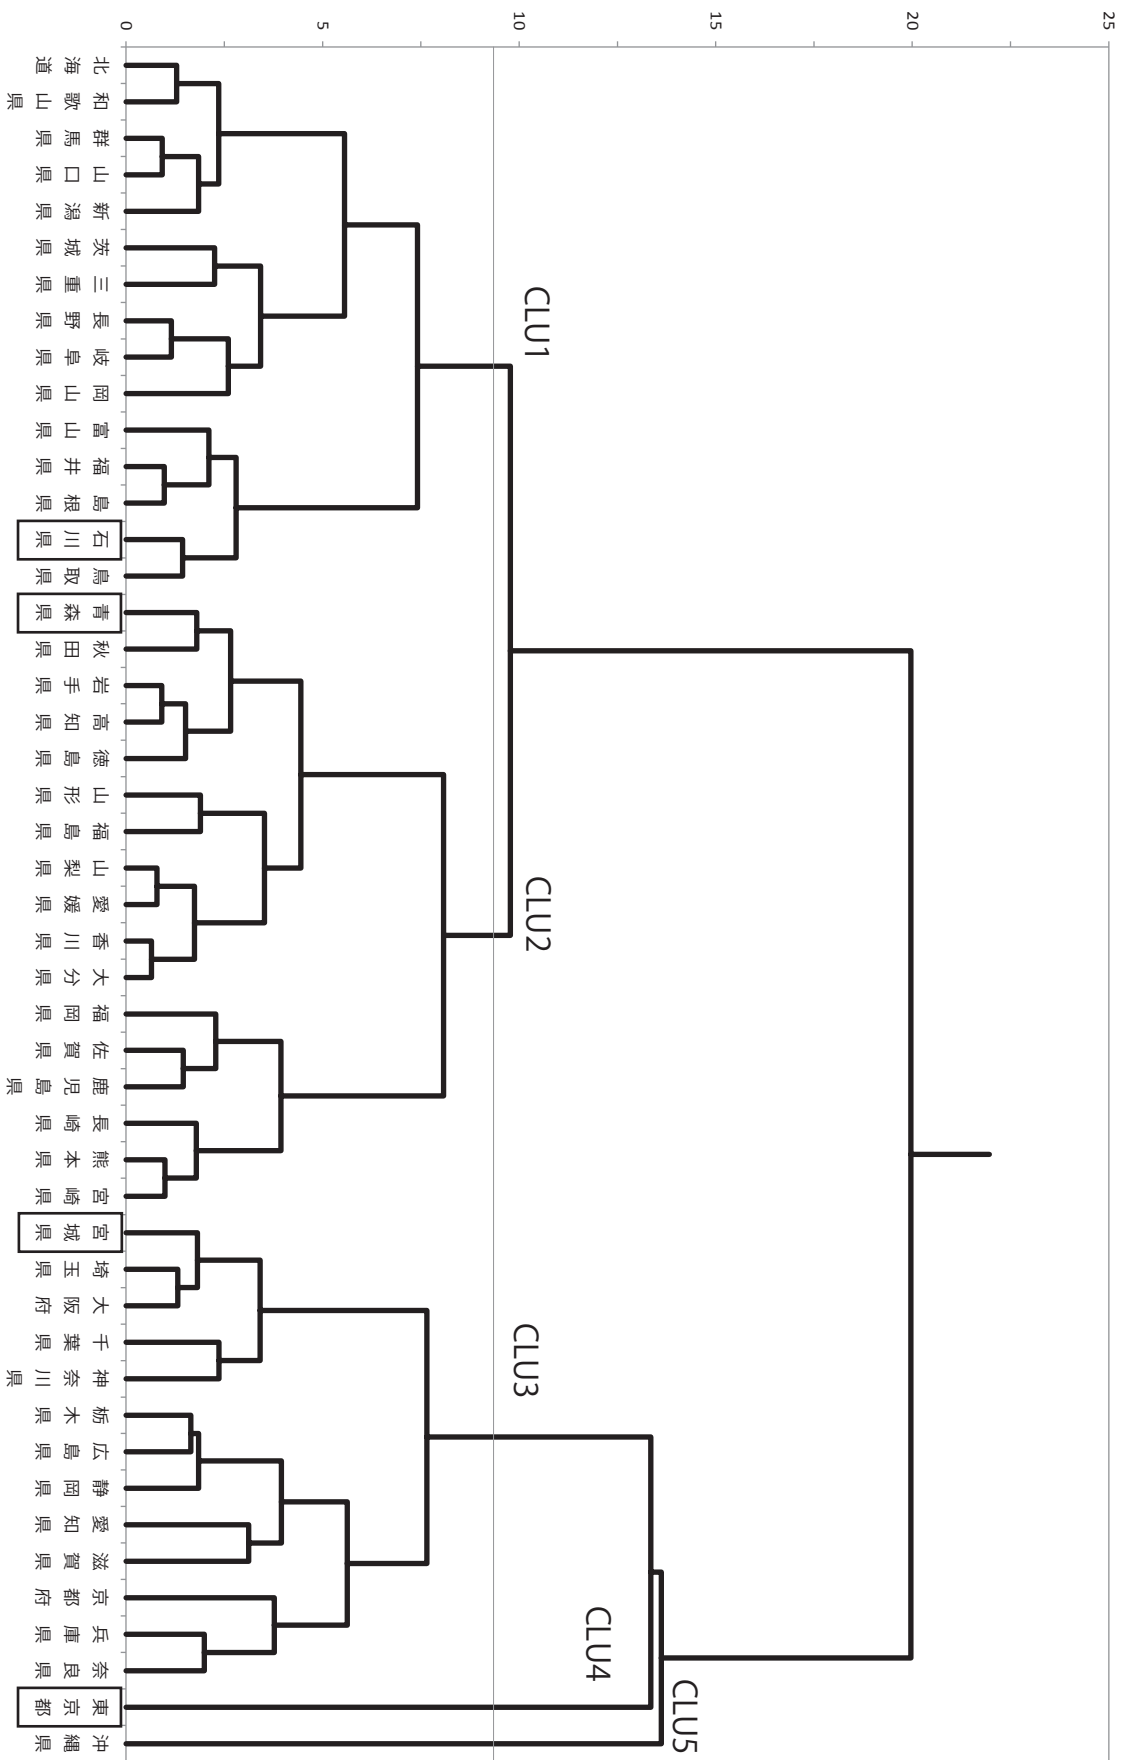 0
5
10
15
20
25
北海道
和歌山県
群馬県
山口県
新潟県
茨城県
三重県
長野県
岐阜県
岡山県
富山県
福井県
島根県
石川県
鳥取県
青森県
秋田県
岩手県
高知県
徳島県
山形県
福島県
山梨県
愛媛県
香川県
大分県
福岡県
佐賀県
鹿児島県
長崎県
熊本県
宮崎県
宮城県
埼玉県
大阪府
千葉県
神奈川県
栃木県
広島県
静岡県
愛知県
滋賀県
京都府
兵庫県
奈良県
東京都
沖縄県
CLU1
CLU2
CLU3
CLU4
CLU5